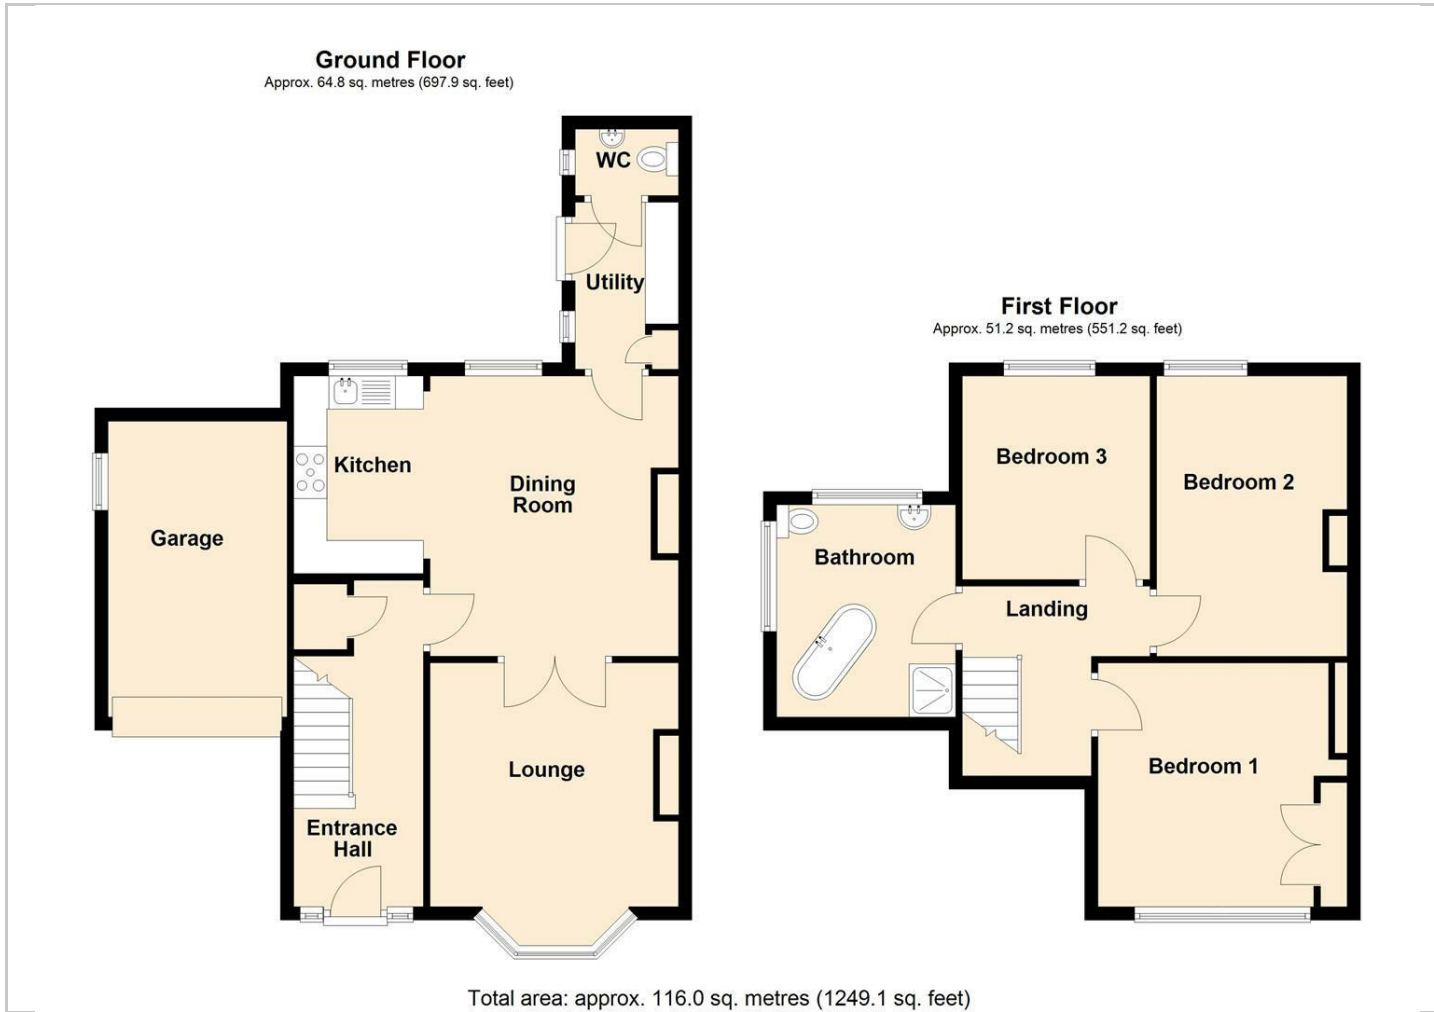 Ground Floor
Approx. 64.8 sq. metres (697.9 sq. feet)
WC
Utility
Kitchen
Dining
Room
Garage
Lounge
Entrance
Hall
First Floor
Approx. 51.2 sq. metres (551.2 sq. feet)
Bedroom 3
Bedroom 2
Bathroom
Landing
Bedroom 1
Total area: approx. 116.0 sq. metres (1249.1 sq. feet)